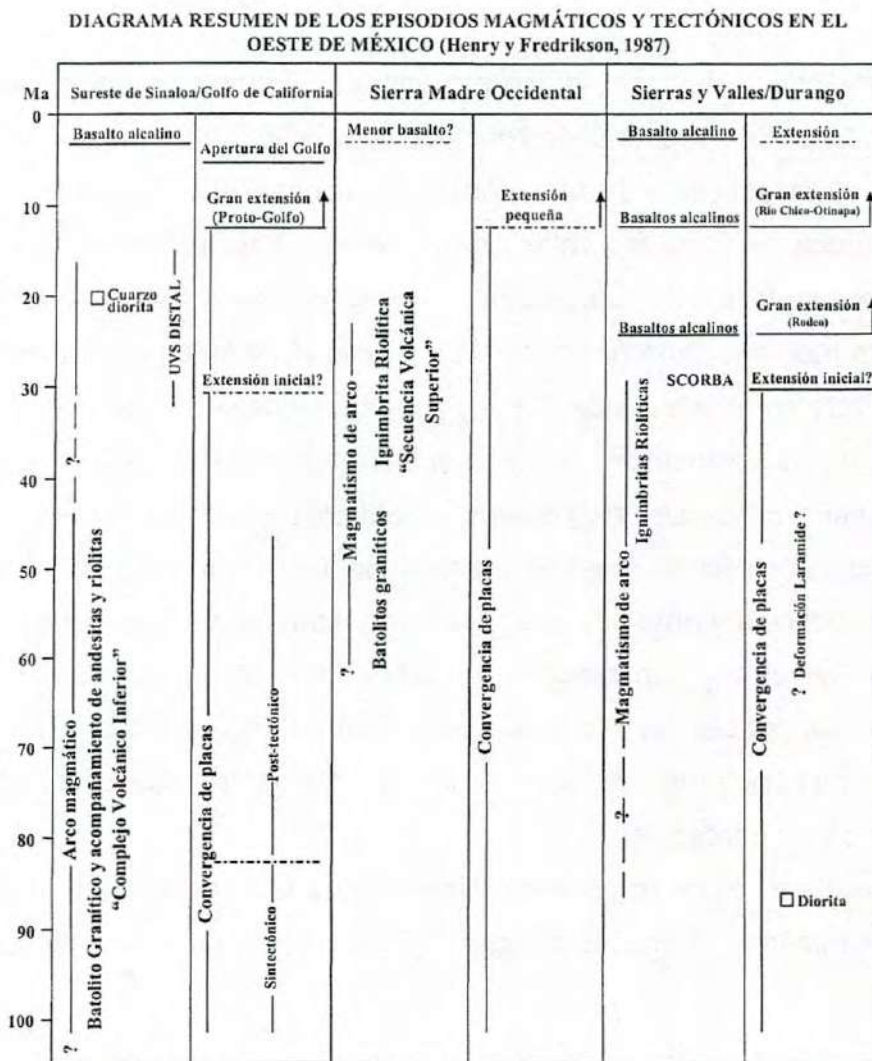 DIAGRAMA RESUMEN DE LOS EPISODIOS MAGMÁTICOS Y TECTÓNICOS EN EL
OESTE DE MÉXICO (Henry y Fredrikson, 1987)
Ma
Sureste de Sinaloa/Golfo de California
Sierra Madre Occidental
Sierras y Valles/Durango
0
10
20
30
40
50
60
70
80
90
100
Basalto alcalino
Cuarzo
diorita
UVS DISTAL
?
Arco magmático
Batolito Granítico y acompañamiento de andesitas y riolitas
“Complejo Volcánico Inferior”
?
Apertura del Golfo
Gran extensión
(Proto-Golfo)
Extensión inicial?
Convergencia de placas
Post-tectónico
Sintectónico
Menor basalto?
Magmatismo de arco
?
Batolitos graníticos
Ignimbrita Riolítica
“Secuencia Volcánica
Superior”
Extensión
pequeña
Convergencia de placas
Basalto alcalino
Basaltos alcalinos
Basaltos alcalinos
SCORBA
Ignimbritas Riolíticas
Magmatismo de arco
?
Extensión
Gran extensión
(Río Chico-Otinapa)
Gran extensión
(Rodeo)
Extensión inicial?
Convergencia de placas
? Deformación Laramide ?
Diorita